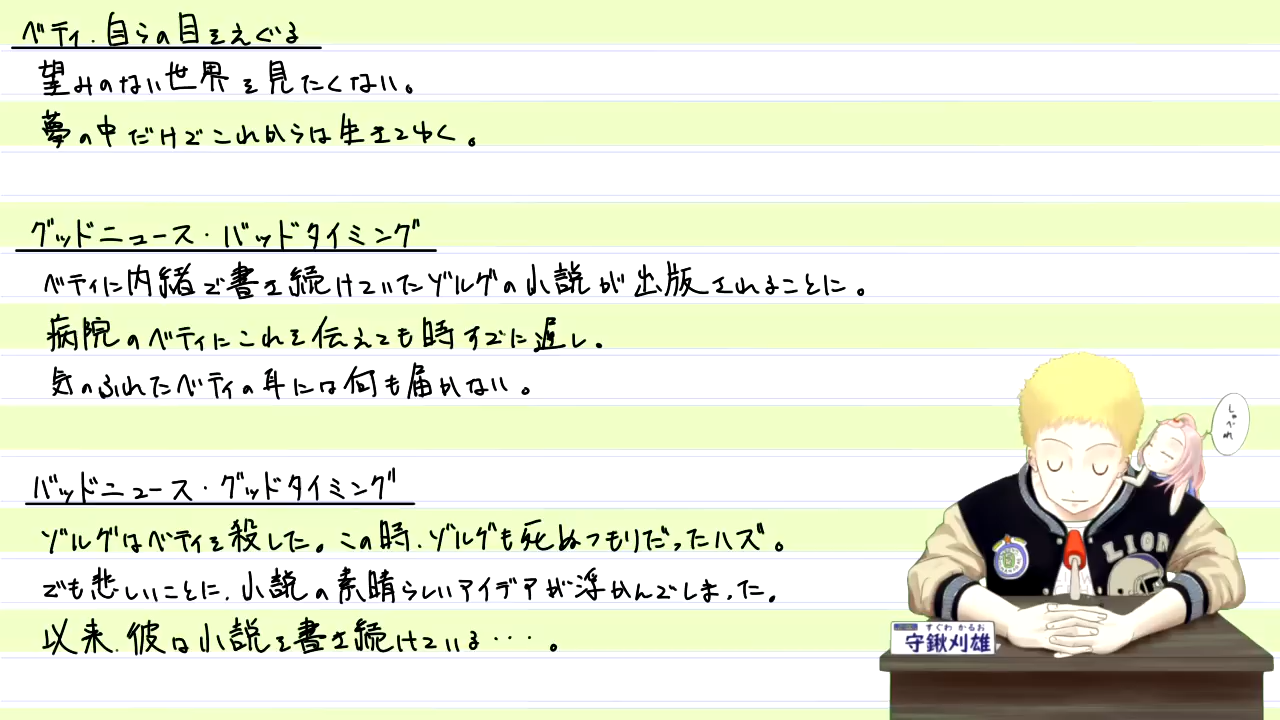 ベティ、自らの目をえぐる
望みのない世界を見たくない。
夢の中だけでこれからは生きてゆく。
グッドニュース・バッドタイミング
ベティに内緒で書き続けていたゾルグの小説が出版されることに。
病院のベティにこれを伝えても時すでに遅し。
気のふれたベティの耳には何も届かない。
バッドニュース・グッドタイミング
ゾルグはベティを殺した。この時、ゾルグも死ぬつもりだったハズ。
でも悲しいことに、小説の素晴らしいアイデアが浮かんでしまった。
以来、彼は小説を書き続けている…。
しゃべれ
LION
すぐわ かるお
守鍬刈雄